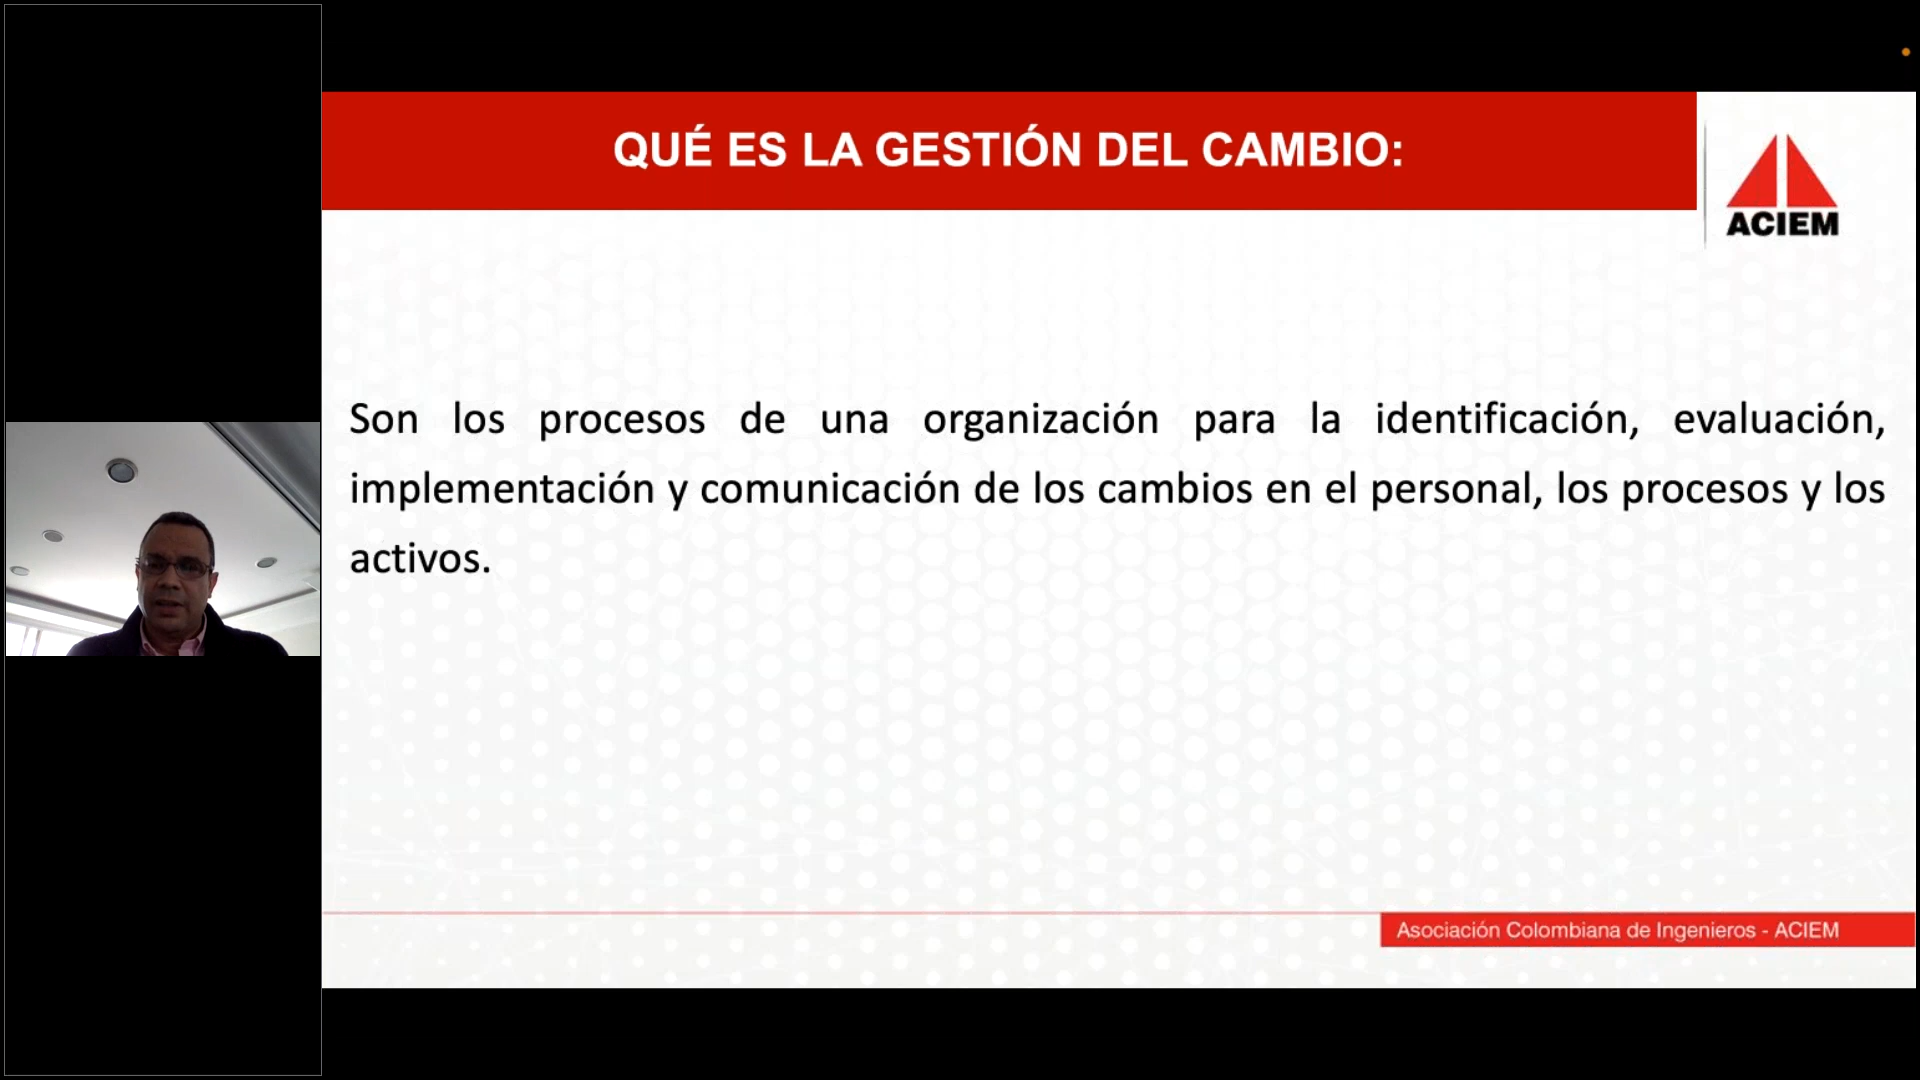 QUÉ ES LA GESTIÓN DEL CAMBIO:
ACIEM
Son los procesos de una organización para la identificación, evaluación,
implementación y comunicación de los cambios en el personal, los procesos y los
activos.
Asociación Colombiana de Ingenieros - ACIEM